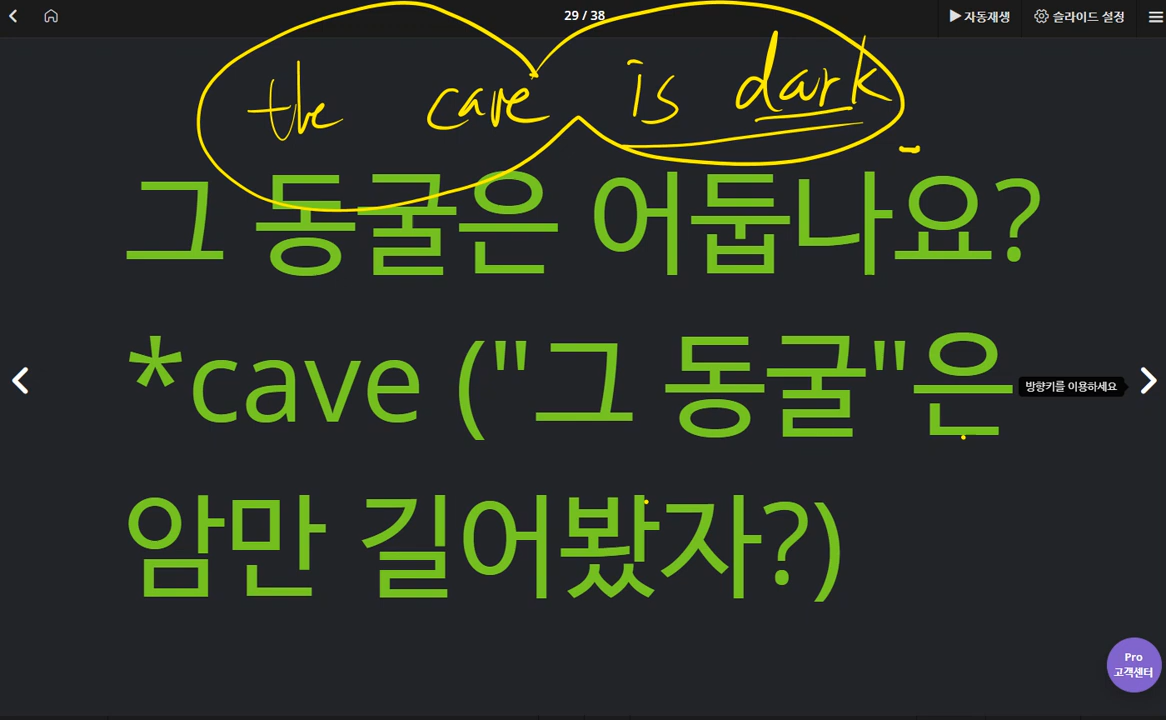 29 / 38
▶ 자동재생
슬라이드 설정
the cave is dark
그 동굴은 어둡나요?
*cave ("그 동굴"은
방향키를 이용하세요
암만 길어봤자?)
Pro
고객센터